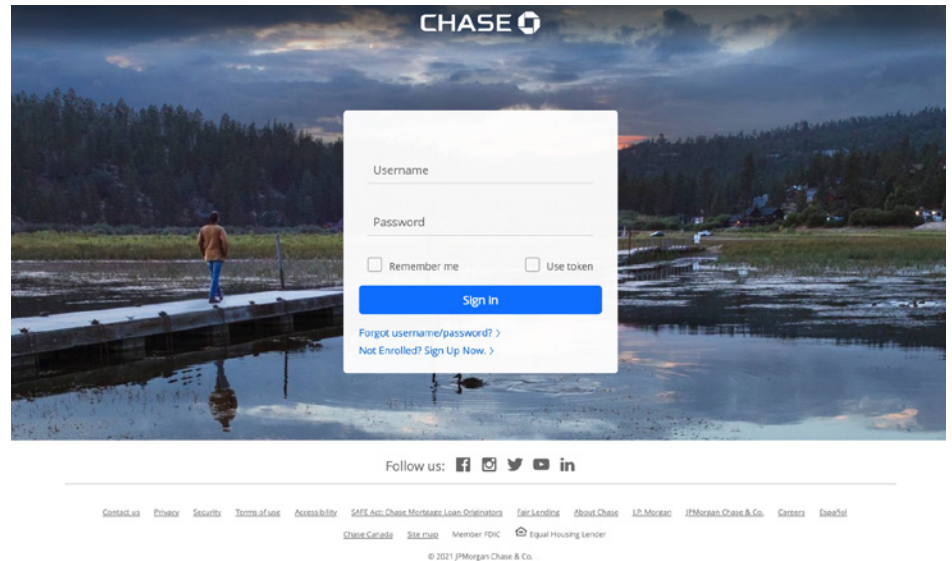 CHASE
Username
Password
Remember me Use token
Sign in
Forgot username/password? >
Not Enrolled? Sign Up Now. >
Follow us:
Contact us Privacy Security Terms of use Accessibility SAFE Act: Chase Mortgage Loan Originators Fair Lending About Chase J.P. Morgan JPMorgan Chase & Co. Careers Español
Chase Canada Site map Member FDIC Equal Housing Lender
© 2021 JPMorgan Chase & Co.